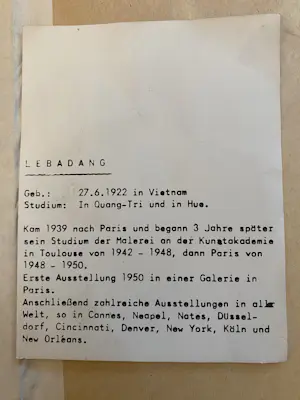 LEBADANG
Geb.: 27.6.1922 in Vietnam
Studium: In Quang-Tri und in Hue.
Kam 1939 nach Paris und begann 3 Jahre später
sein Studium der Malerei an der Kunstakademie
in Toulouse von 1942 - 1948, dann Paris von
1948 - 1950.
Erste Ausstellung 1950 in einer Galerie in
Paris.
Anschließend zahlreiche Ausstellungen in aller
Welt, so in Cannes, Neapel, Nates, Düssel-
dorf, Cincinnati, Denver, New York, Köln und
New Orléans.